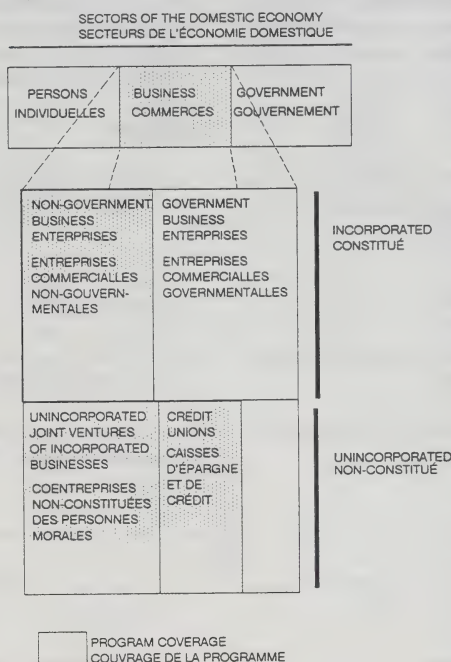 SECTORS OF THE DOMESTIC ECONOMY
SECTEURS DE L'ÉCONOMIE DOMESTIQUE
PERSONS
INDIVIDUELLES
BUSINESS
COMMERCES
GOVERNMENT
GOUVERNEMENT
NON-GOVERNMENT
BUSINESS
ENTERPRISES
ENTREPRISES
COMMERCIALLES
NON-GOUVERN-
MENTALES
GOVERNMENT
BUSINESS
ENTERPRISES
ENTREPRISES
COMMERCIALLES
GOVERNMENTALLES
INCORPORATED
CONSTITUÉ
UNINCORPORATED
JOINT VENTURES
OF INCORPORATED
BUSINESSES
COENTREPRISES
NON-CONSTITUÉES
DES PERSONNES
MORALES
CREDIT
UNIONS
CAISSES
D'ÉPARGNE
ET DE
CRÉDIT
UNINCORPORATED
NON-CONSTITUÉ
PROGRAM COVERAGE
COUVRAGE DE LA PROGRAMME